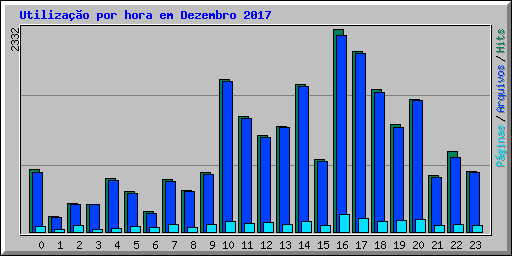 Utilização por hora em Dezembro 2017
2332
Páginas / Arquivos / Hits
0 1 2 3 4 5 6 7 8 9 10 11 12 13 14 15 16 17 18 19 20 21 22 23